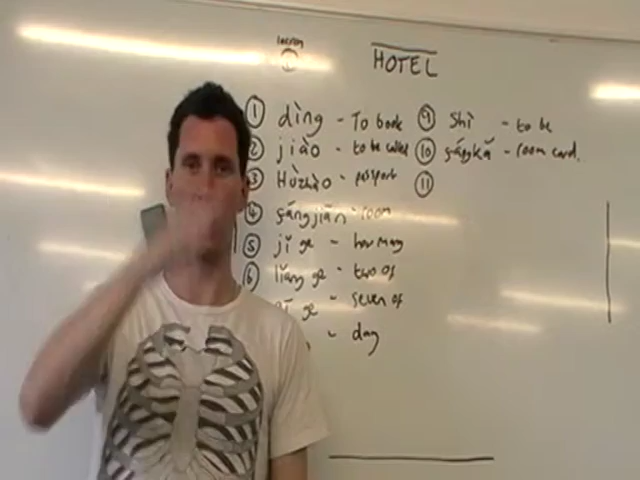 HOTEL
① dìng - To book
② jiào - to be called
③ Hùzhào - passport
④ fángjiān - room
⑤ jǐ ge - how many
⑥ liǎng ge - two of
qī ge - seven of
- day
⑨ Shì - to be
⑩ fángkǎ - room card.
⑪